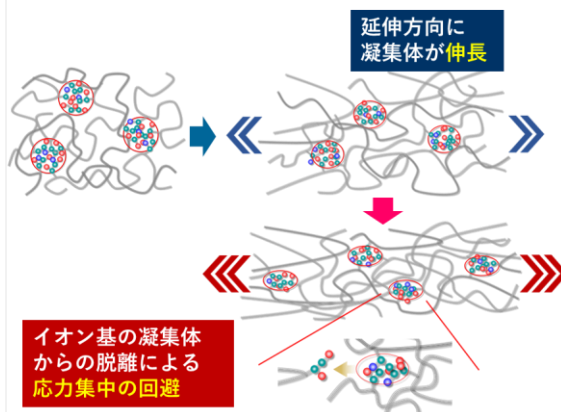 延伸方向に
凝集体が伸長
イオン基の凝集体
からの脱離による
応力集中の回避